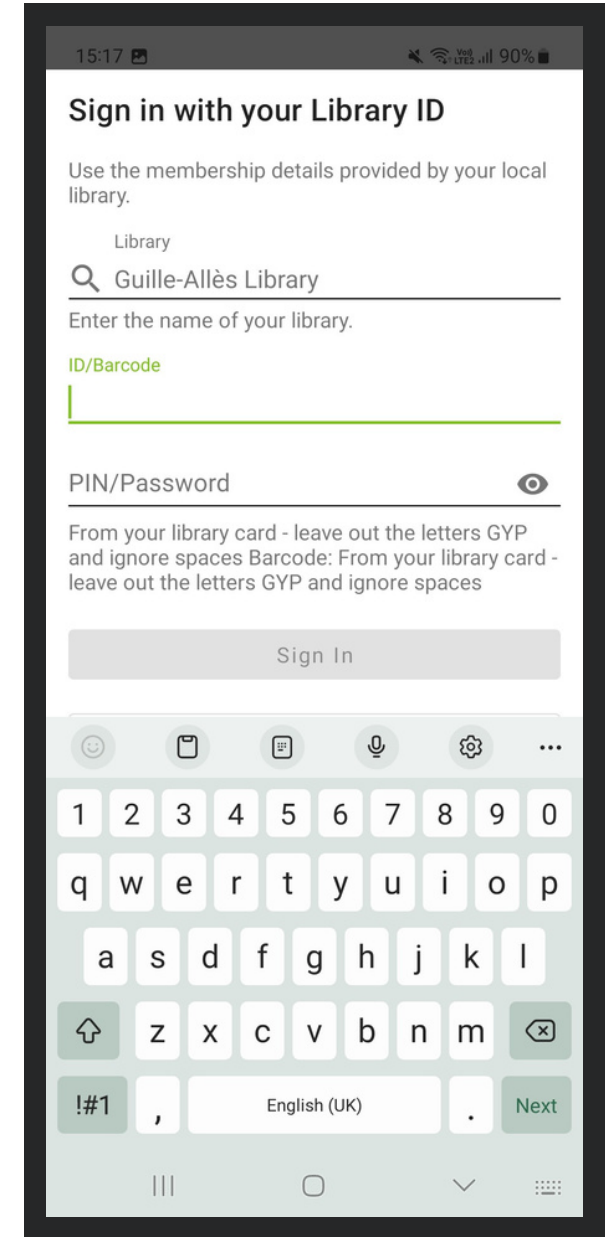 15:17
Vo)) LTE2 90%
Sign in with your Library ID
Use the membership details provided by your local
library.
Library
Guille-Allès Library
Enter the name of your library.
ID/Barcode
PIN/Password
From your library card - leave out the letters GYP
and ignore spaces Barcode: From your library card -
leave out the letters GYP and ignore spaces
Sign In
1 2 3 4 5 6 7 8 9 0
q w e r t y u i o p
a s d f g h j k l
z x c v b n m
!#1 , English (UK) . Next